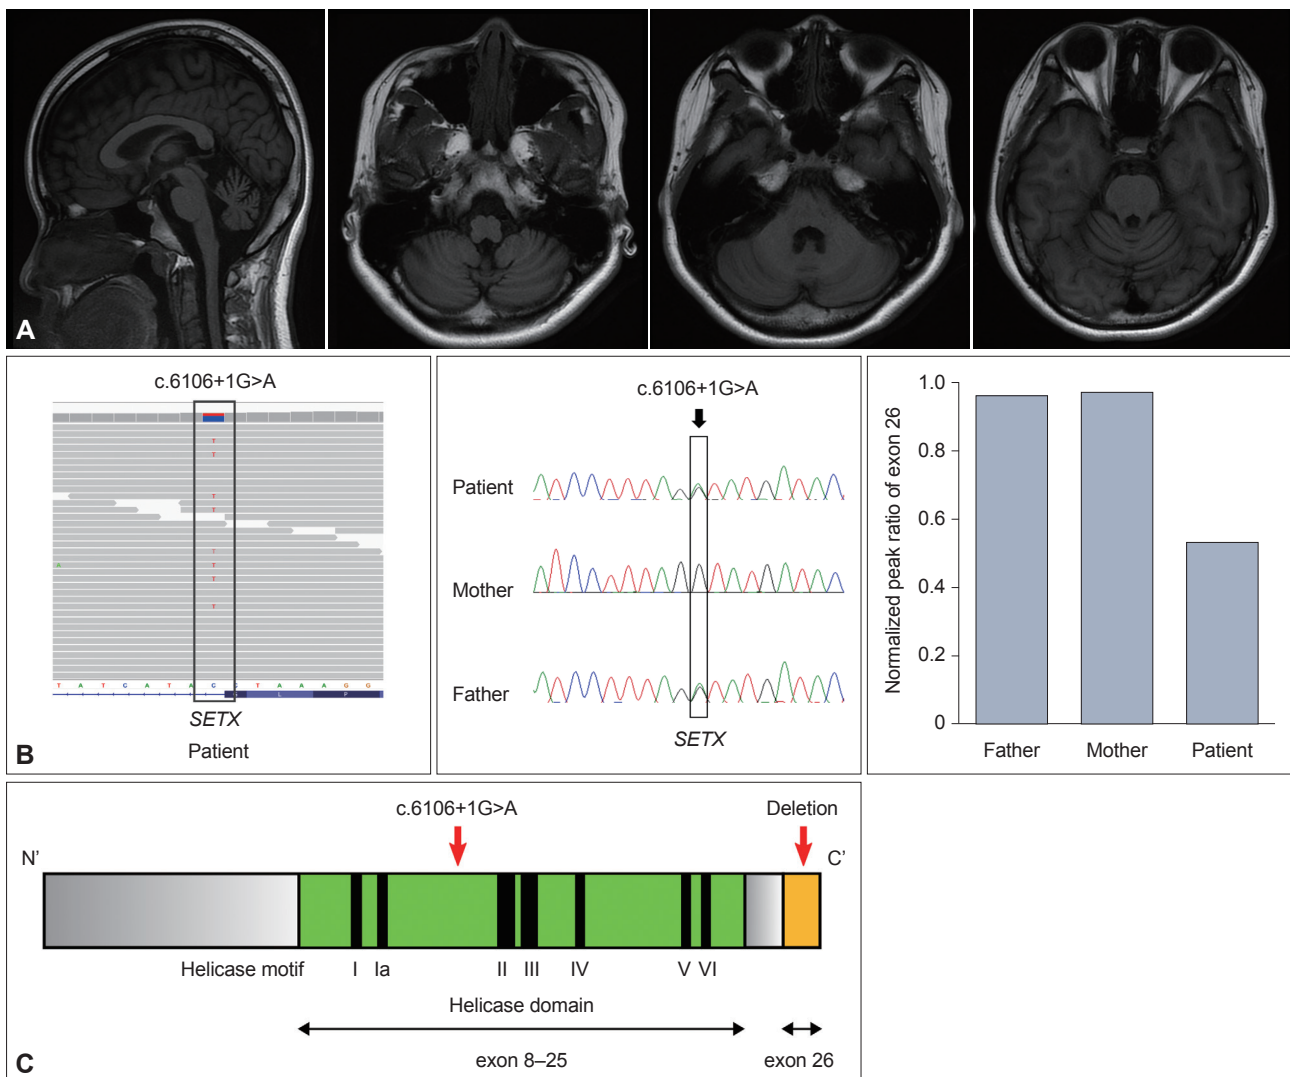 A
c.6106+1G>A
T
T
T
T
T
A
T
T
T
T A T C A T A C C T A A A G G
L P
SETX
B
Patient
c.6106+1G>A
Patient
Mother
Father
SETX
Normalized peak ratio of exon 26
1.0
0.8
0.6
0.4
0.2
0
Father Mother Patient
c.6106+1G>A Deletion
N' C'
Helicase motif I Ia II III IV V VI
Helicase domain
C
exon 8–25 exon 26